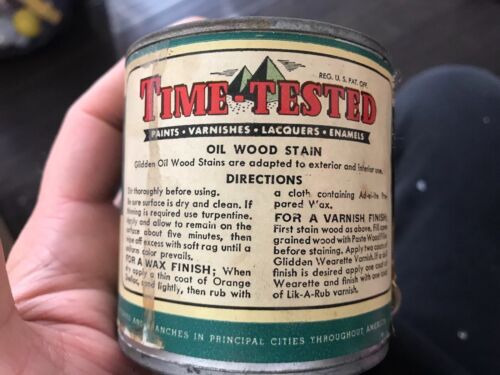 REG. U. S. PAT. OFF.
TIME-TESTED
PAINTS • VARNISHES • LACQUERS • ENAMELS
OIL WOOD STAIN
Glidden Oil Wood Stains are adapted to exterior and interior use.
DIRECTIONS
thoroughly before using.
Be sure surface is dry and clean. If
thinning is required use turpentine.
Apply and allow to remain on the
surface about five minutes, then
wipe off excess with soft rag until a
uniform color prevails.
FOR A WAX FINISH; When
dry apply a thin coat of Orange
Shellac, sand lightly, then rub with
a cloth containing
pared Wax.
FOR A VARNISH FINISH:
First stain wood as above. Fill
grained wood with Paste Wood
before staining. Apply two coats of
Glidden Wearette Varnish. If a
finish is desired apply one coat of
Wearette and finish with one coat
of Lik-A-Rub varnish.
BRANCHES IN PRINCIPAL CITIES THROUGHOUT